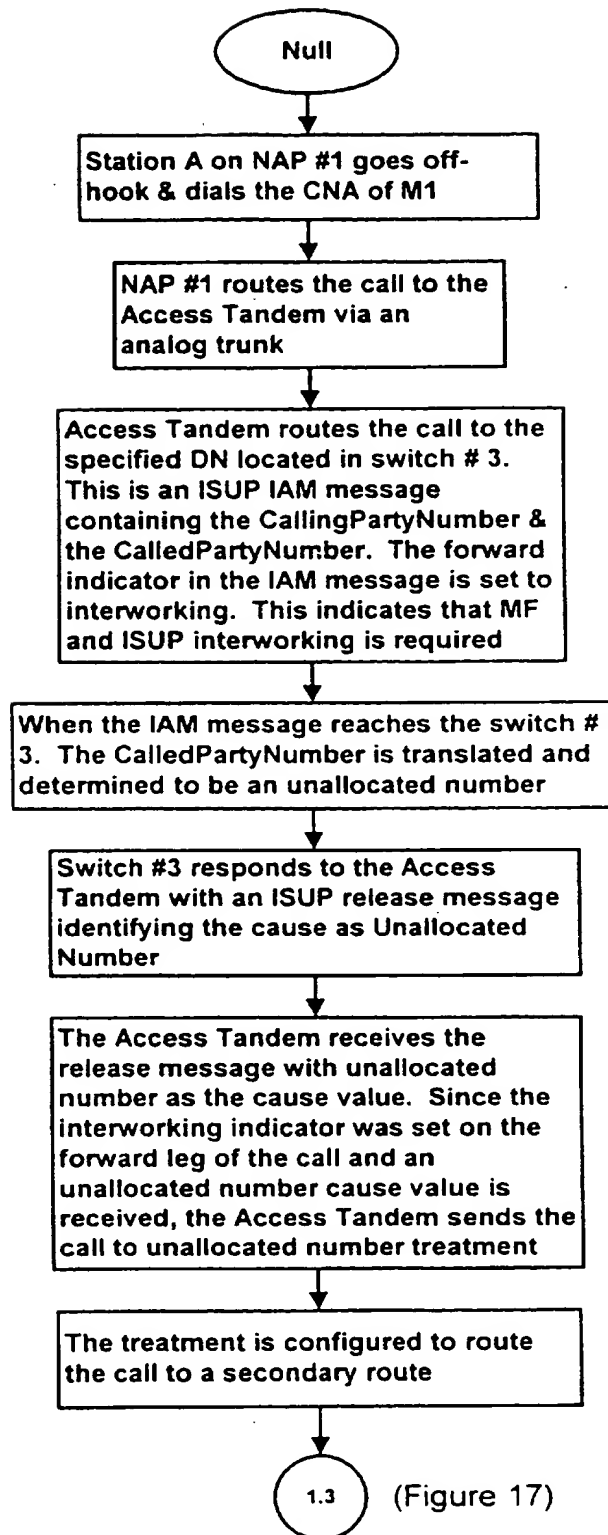 Null
Station A on NAP #1 goes off-
hook & dials the CNA of M1
NAP #1 routes the call to the
Access Tandem via an
analog trunk
Access Tandem routes the call to the
specified DN located in switch # 3.
This is an ISUP IAM message
containing the CallingPartyNumber &
the CalledPartyNumber. The forward
indicator in the IAM message is set to
interworking. This indicates that MF
and ISUP interworking is required
When the IAM message reaches the switch #
3. The CalledPartyNumber is translated and
determined to be an unallocated number
Switch #3 responds to the Access
Tandem with an ISUP release message
identifying the cause as Unallocated
Number
The Access Tandem receives the
release message with unallocated
number as the cause value. Since the
interworking indicator was set on the
forward leg of the call and an
unallocated number cause value is
received, the Access Tandem sends the
call to unallocated number treatment
The treatment is configured to route
the call to a secondary route
1.3 (Figure 17)